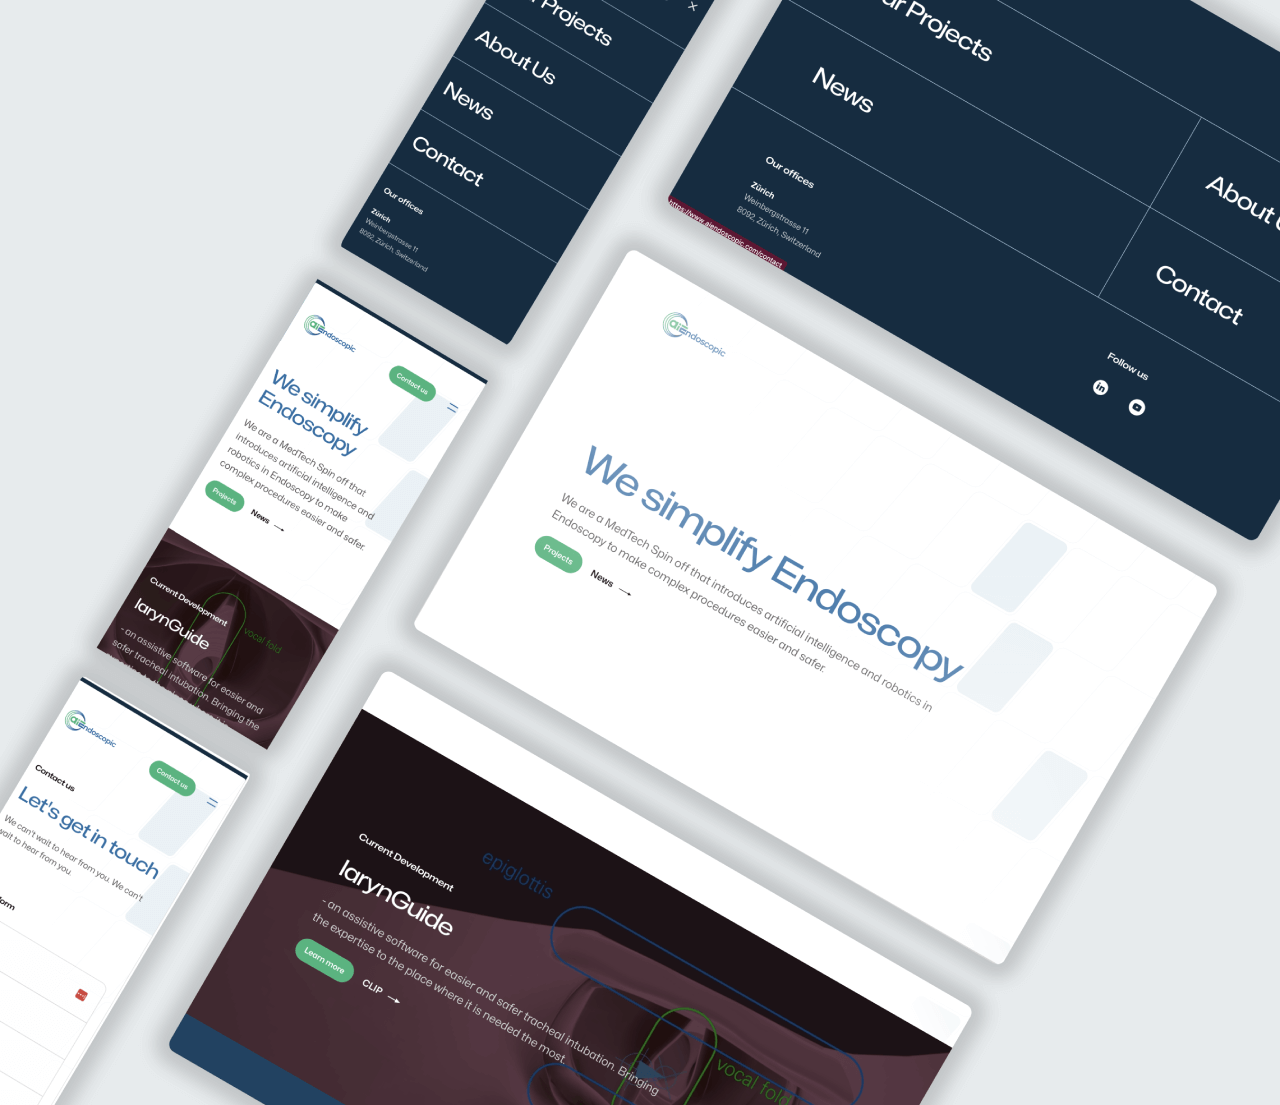 Projects
About Us
News
Contact
Our offices
Zürich
Weinbergstrasse 11
8092, Zürich, Switzerland
ur Projects
News
About
Contact
Our offices
Zürich
Weinbergstrasse 11
8092, Zürich, Switzerland
https://www.aiendoscopic.com/contact
Follow us
in
aiEndoscopic
Contact us
We simplify
Endoscopy
We are a MedTech Spin off that
introduces artificial intelligence and
robotics in Endoscopy to make
complex procedures easier and safer.
Projects
News →
Current Development
larynGuide
- an assistive software for easier and
safer tracheal intubation. Bringing the
vocal fold
aiEndoscopic
We simplify Endoscopy
We are a MedTech Spin off that introduces artificial intelligence and robotics in
Endoscopy to make complex procedures easier and safer.
Projects
News →
aiEndoscopic
Contact us
Contact us
Let's get in touch
We can't wait to hear from you. We can't
wait to hear from you.
form
Current Development
larynGuide
- an assistive software for easier and safer tracheal intubation. Bringing
the expertise to the place where it is needed the most.
Learn more
CLIP →
epiglottis
vocal fold